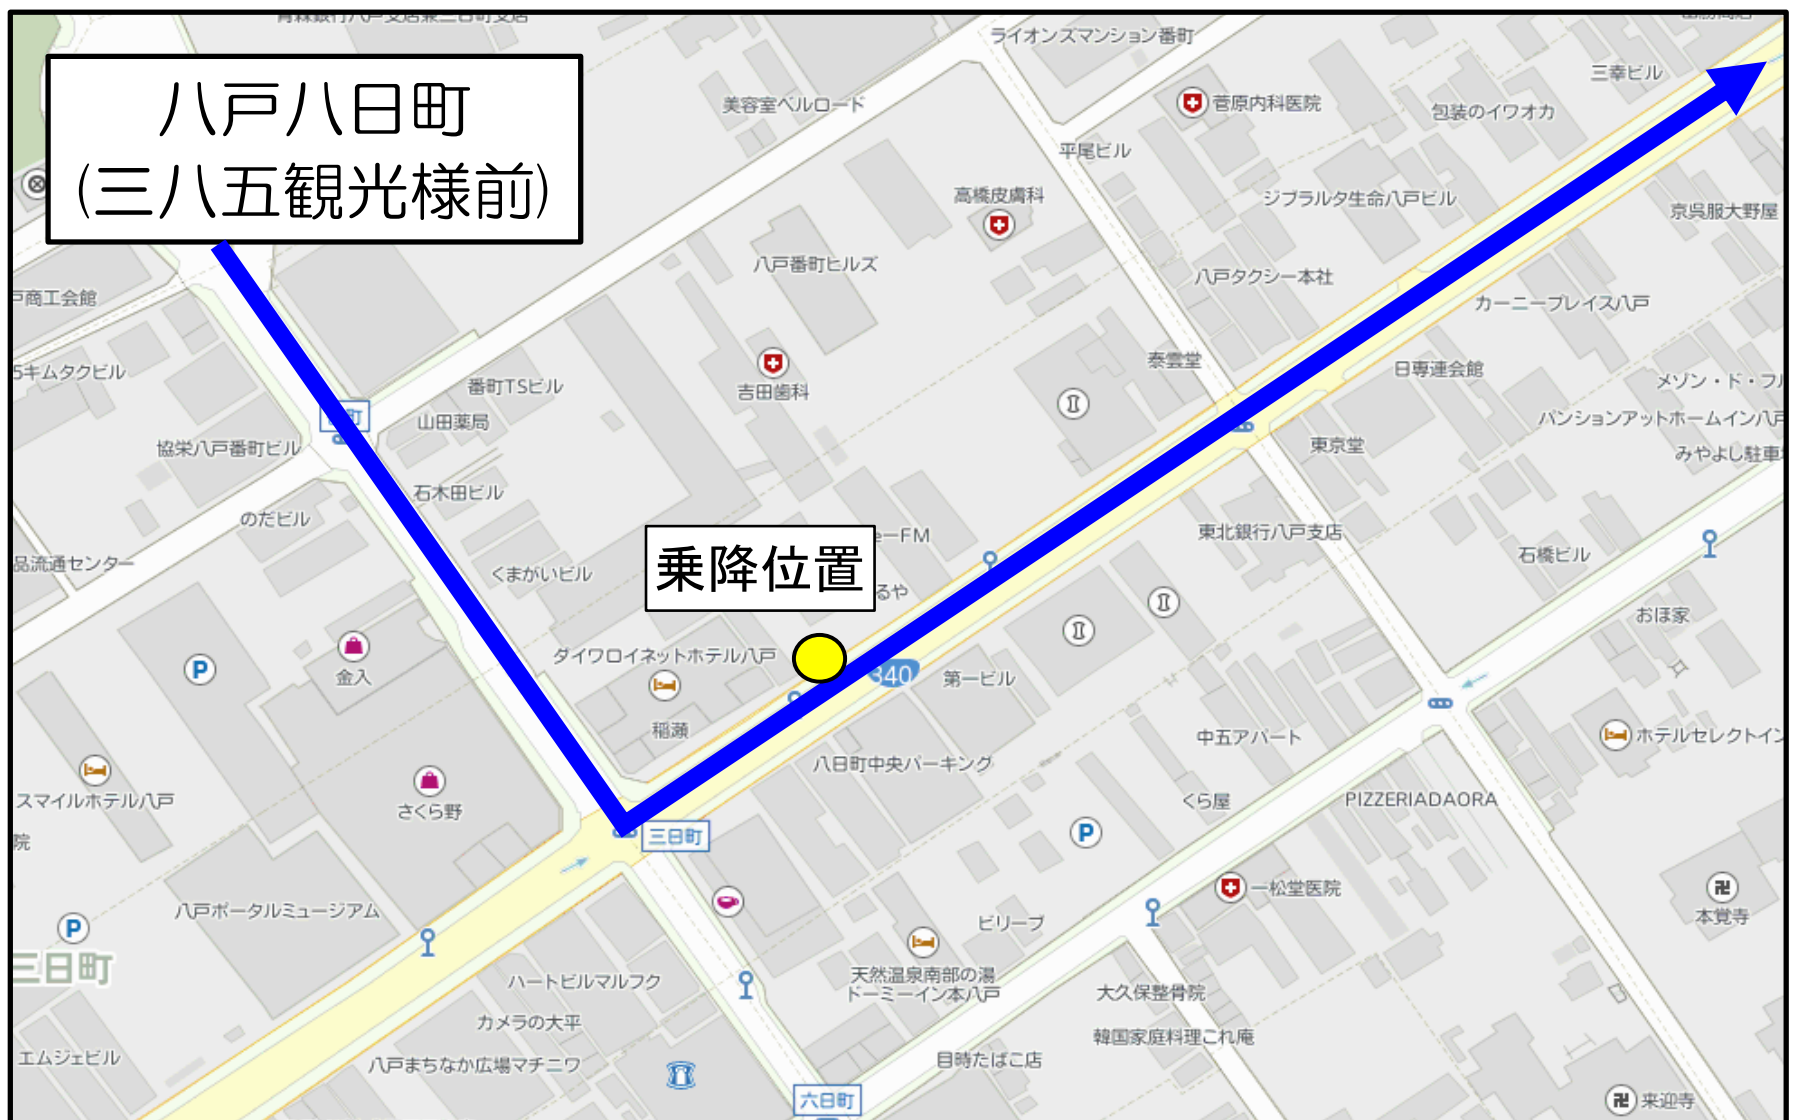 八戸八日町
(三八五観光様前)
ライオンズマンション番町
三幸ビル
美容室ベルロード
菅原内科医院
包装のイワオカ
平尾ビル
高橋皮膚科
ジブラルタ生命八戸ビル
京呉服大野屋
八戸番町ヒルズ
八戸タクシー本社
戸商工会館
カーニープレイス八戸
5キムタクビル
番町TSビル
吉田歯科
泰雲堂
日専連会館
メゾン・ド・フル
山田薬局
パンションアットホームイン八戸
協栄八戸番町ビル
東京堂
みやよし駐車場
石木田ビル
のだビル
eーFM
東北銀行八戸支店
石橋ビル
品流通センター
くまがいビル
乗降位置
るや
おほ家
ダイワロイネットホテル八戸
340
第一ビル
P
金入
稲瀬
中五アパート
ホテルセレクトイン
八日町中央パーキング
スマイルホテル八戸
さくら野
くら屋
PIZZERIADAORA
院
三日町
P
一松堂医院
八戸ポータルミュージアム
ビリーブ
本覚寺
P
三日町
ハートビルマルフク
天然温泉南部の湯
ドーミーイン本八戸
大久保整骨院
カメラの大平
韓国家庭料理これ庵
エムジェビル
八戸まちなか広場マチニワ
目時たばこ店
六日町
来迎寺